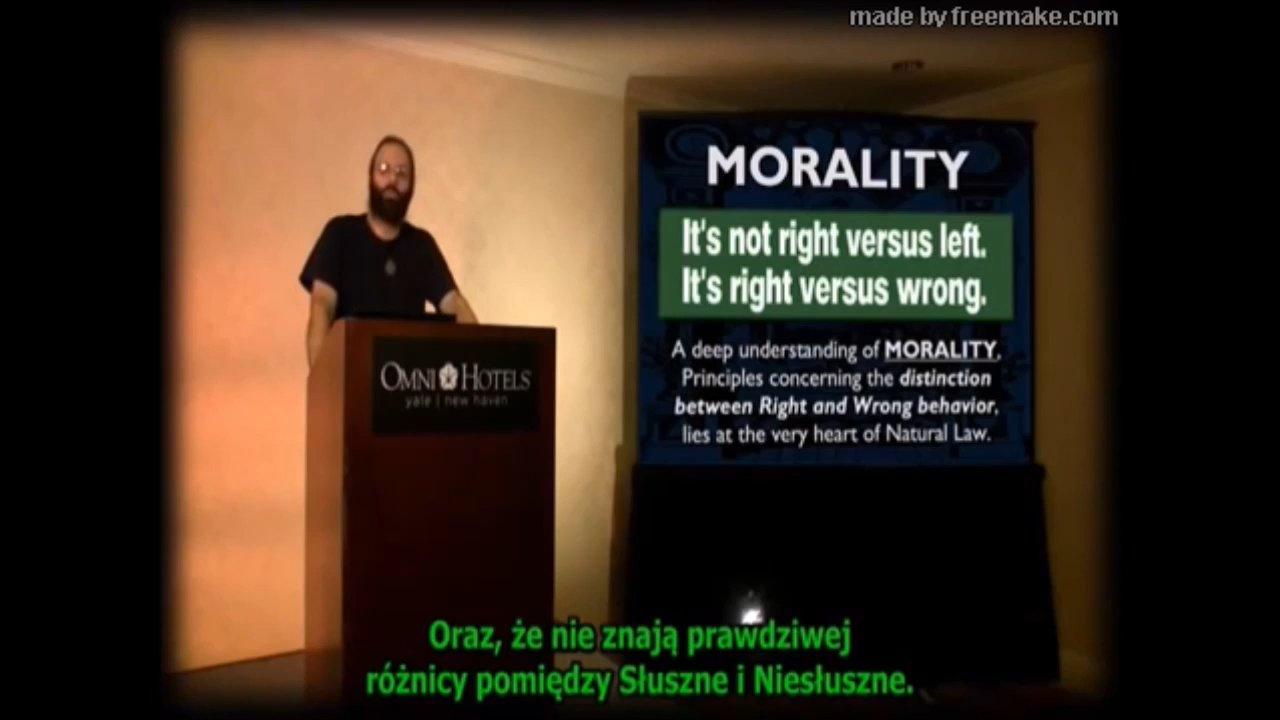 made by freemake.com
MORALITY
It's not right versus left.
It's right versus wrong.
A deep understanding of MORALITY,
Principles concerning the distinction
between Right and Wrong behavior,
lies at the very heart of Natural Law.
OMNI HOTELS
yale | new haven
Oraz, że nie znają prawdziwej
różnicy pomiędzy Słuszne i Niesłuszne.